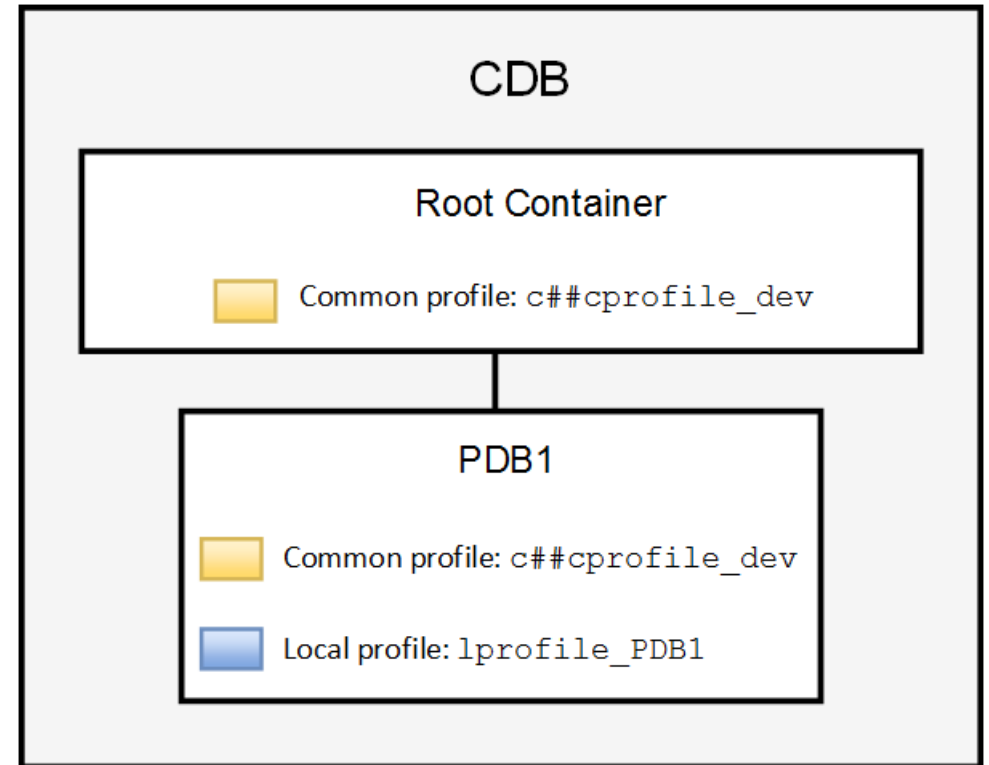 CDB
Root Container
Common profile: c##cprofile_dev
PDB1
Common profile: c##cprofile_dev
Local profile: lprofile_PDB1